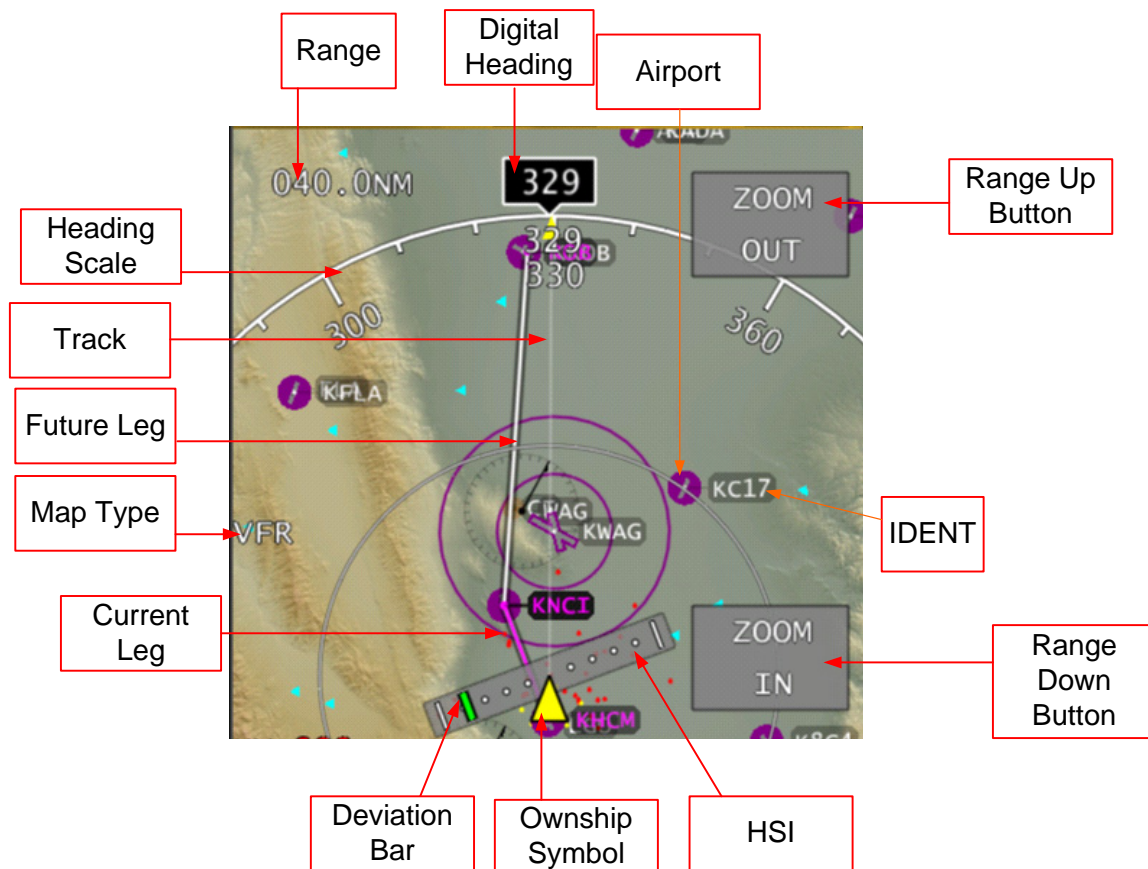 Range
Digital
Heading
Airport
040.0NM
329
ZOOM
OUT
Range Up
Button
Heading
Scale
329
330
300
360
Track
KFLA
Future Leg
KC17
Map Type
VFR
KWAG
IDENT
KNCI
Current
Leg
ZOOM
IN
Range
Down
Button
KHCM
Deviation
Bar
Ownship
Symbol
HSI